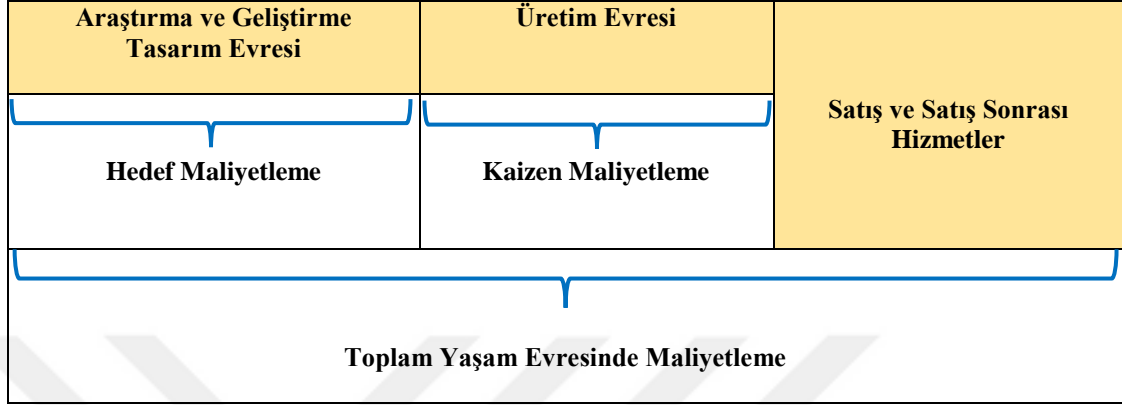 Araştırma ve Geliştirme
Tasarım Evresi
Üretim Evresi
Satış ve Satış Sonrası
Hizmetler
Hedef Maliyetleme
Kaizen Maliyetleme
Toplam Yaşam Evresinde Maliyetleme